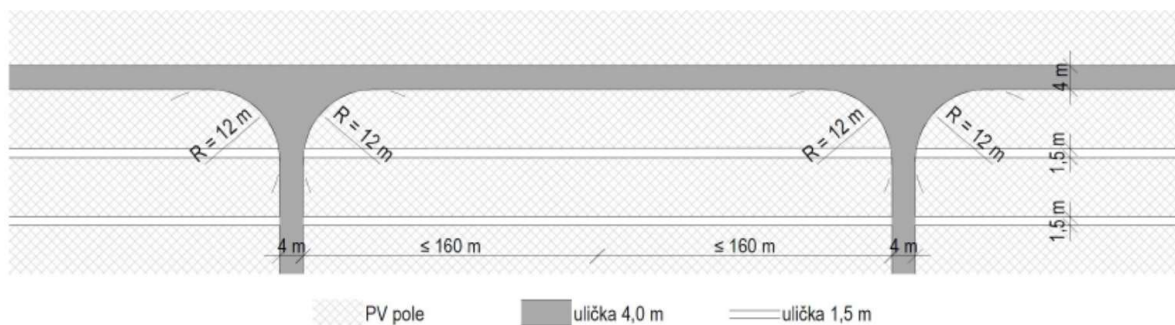 4 m
R = 12 m
R = 12 m
R = 12 m
R = 12 m
1,5 m
1,5 m
4 m
≤ 160 m
≤ 160 m
4 m
PV pole
ulička 4,0 m
ulička 1,5 m